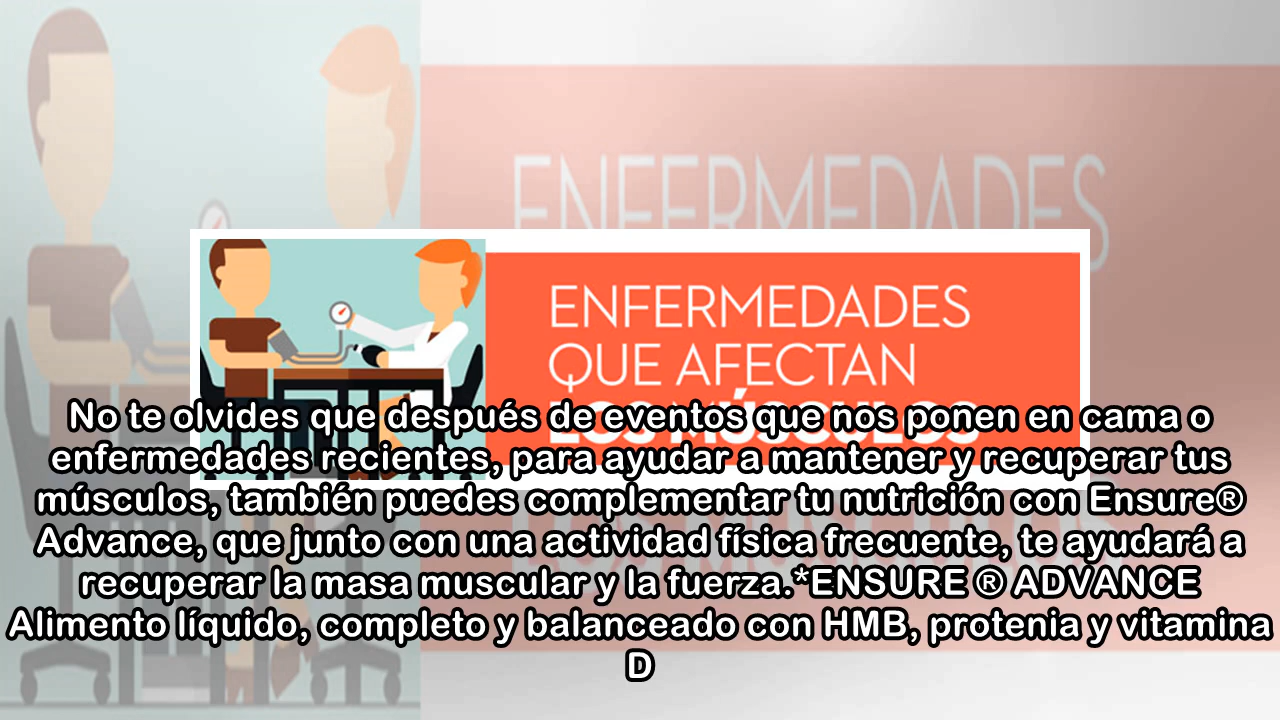 ENFERMEDADES
ENFERMEDADES
QUE AFECTAN
LOS MÚSCULOS
No te olvides que después de eventos que nos ponen en cama o
enfermedades recientes, para ayudar a mantener y recuperar tus
músculos, también puedes complementar tu nutrición con Ensure®
Advance, que junto con una actividad física frecuente, te ayudará a
recuperar la masa muscular y la fuerza.*ENSURE ® ADVANCE
Alimento líquido, completo y balanceado con HMB, protenia y vitamina
D